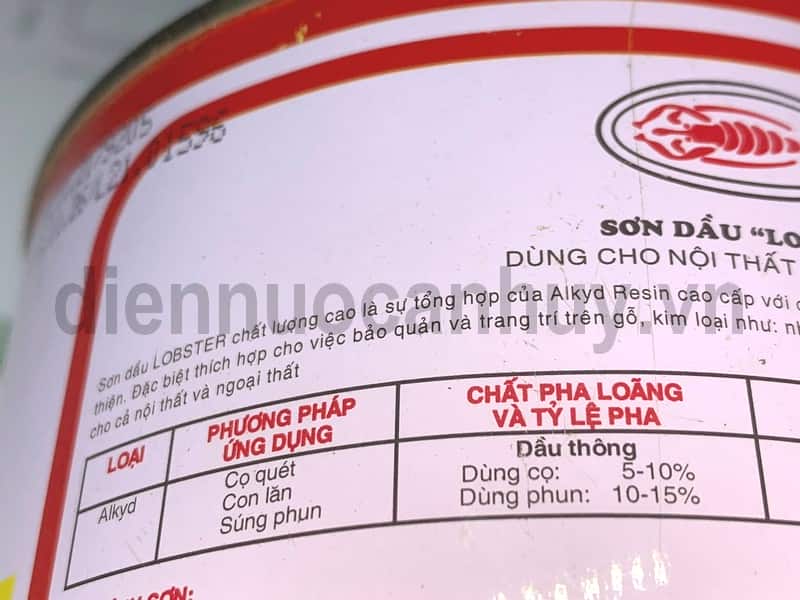 01596
SƠN DẦU “LO
DÙNG CHO NỘI THẤT
diennuocanhuy.vn
Sơn dầu LOBSTER chất lượng cao là sự tổng hợp của Alkyd Resin cao cấp với
thiện. Đặc biệt thích hợp cho việc bảo quản và trang trí trên gỗ, kim loại như:
cho cả nội thất và ngoại thất
LOẠI
PHƯƠNG PHÁP
ỨNG DỤNG
CHẤT PHA LOÃNG
VÀ TỶ LỆ PHA
Alkyd
Cọ quét
Con lăn
Súng phun
Dầu thông
Dùng cọ: 5-10%
Dùng phun: 10-15%
SƠN: